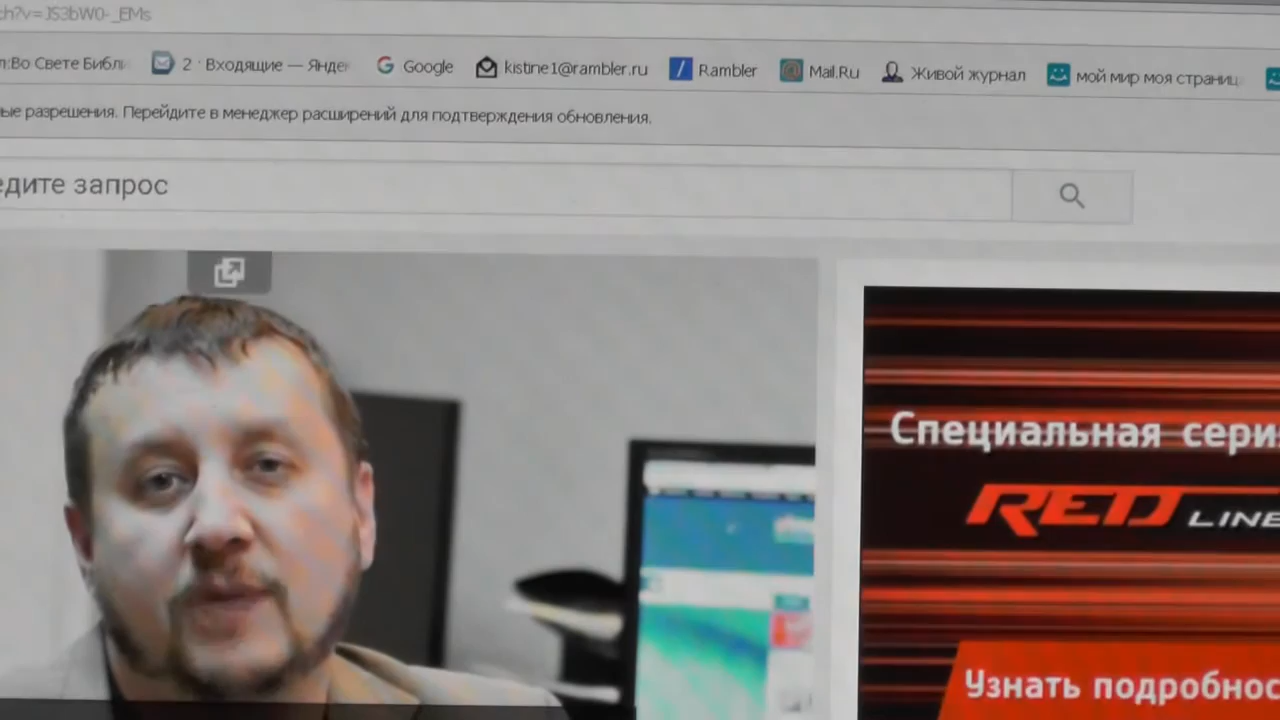 ch?v=JS3bW0-_EMs
л:Во Свете Библи 2 · Входящие — Янде Google kistine1@rambler.ru Rambler Mail.Ru Живой журнал мой мир моя страниц
ые разрешения. Перейдите в менеджер расширений для подтверждения обновления.
едите запрос
Специальная сери
RED LINE
Узнать подробнос